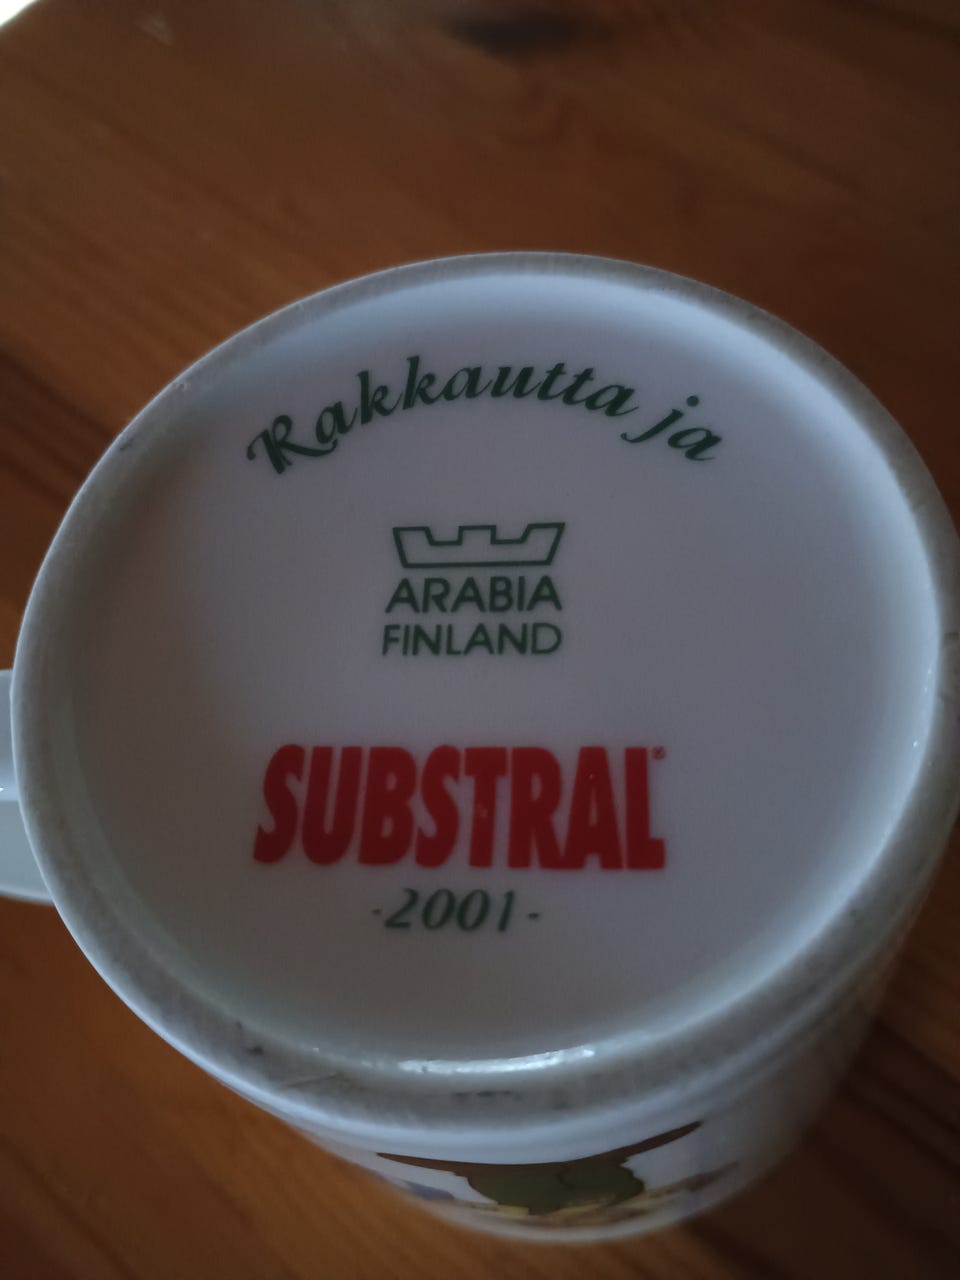 Rakkautta ja
ARABIA
FINLAND
SUBSTRAL®
-2001-